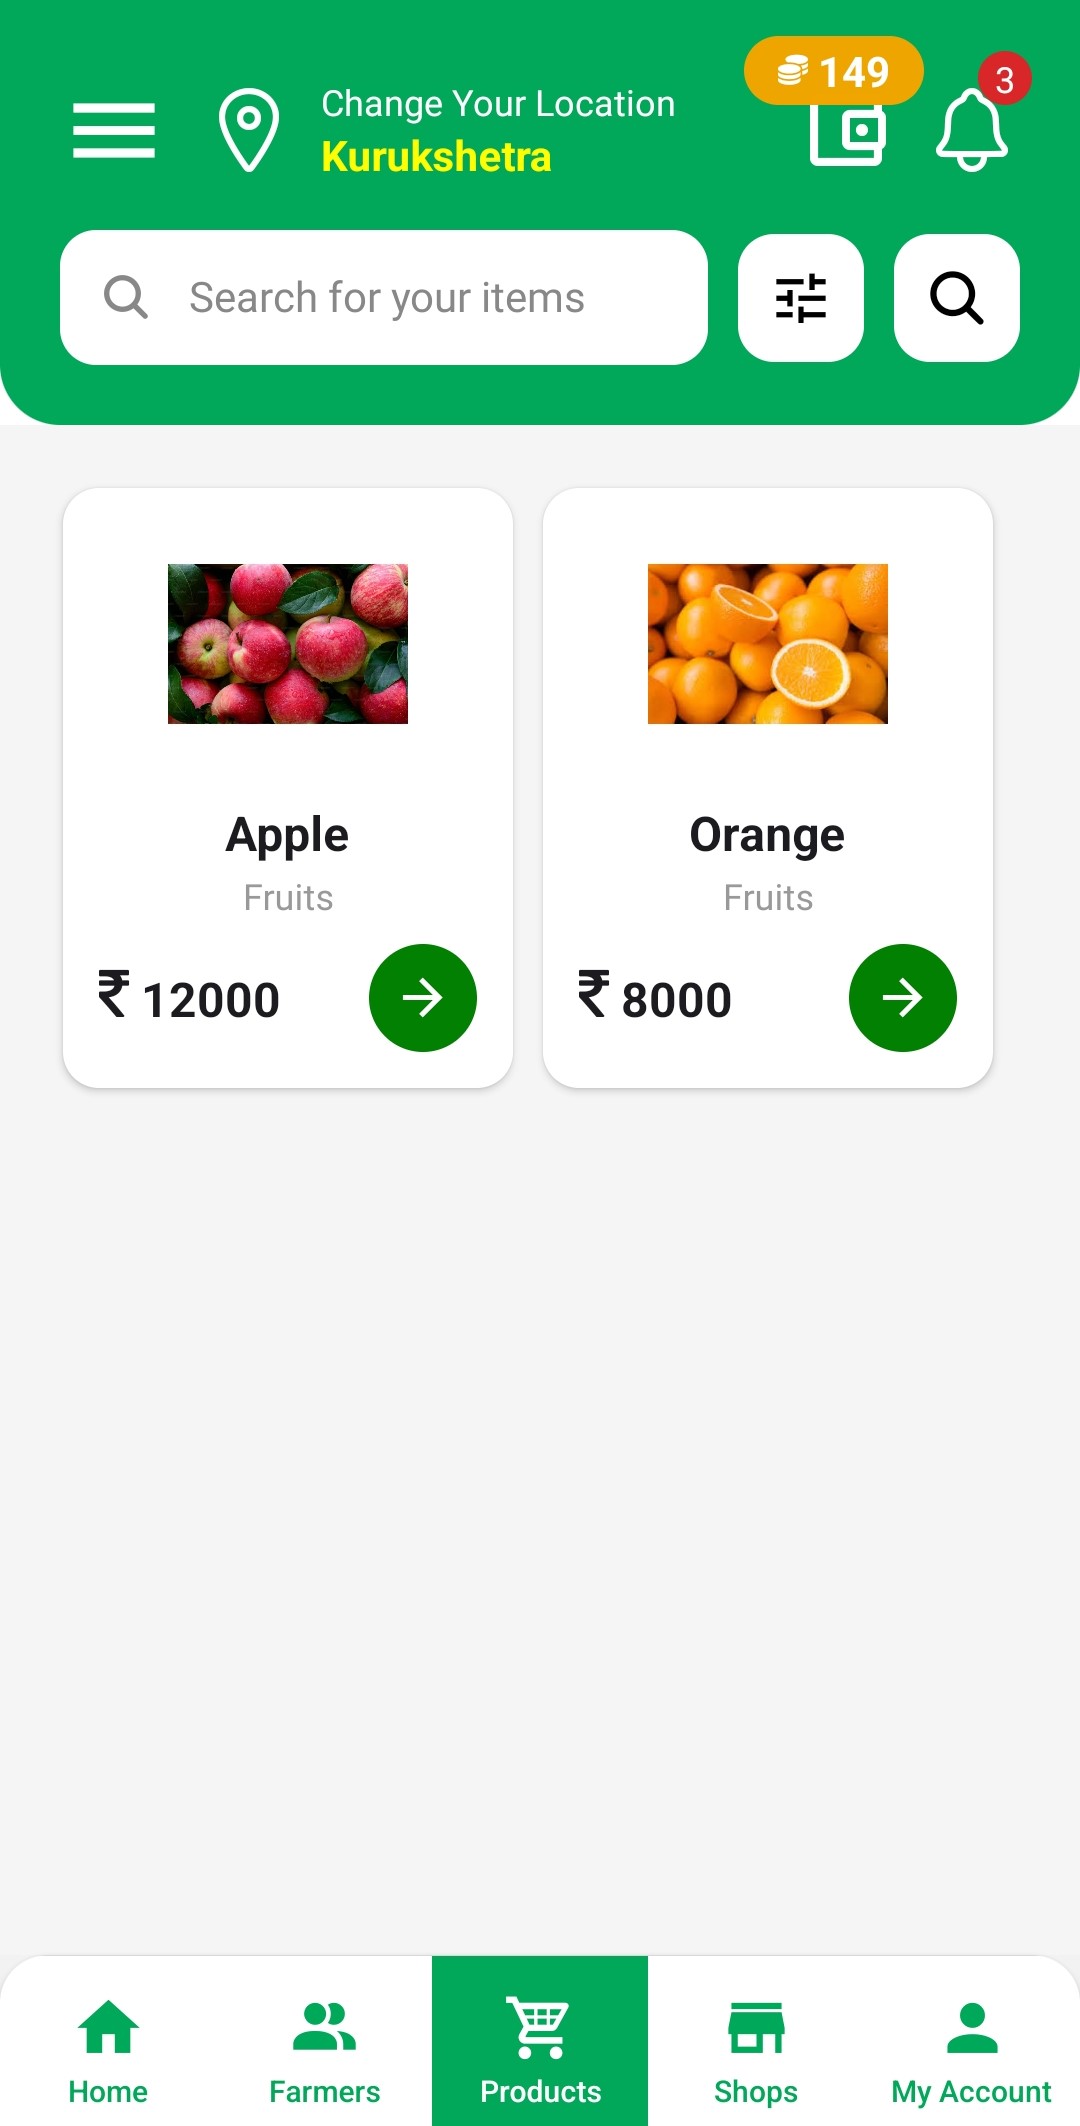 149
3
Change Your Location
Kurukshetra
Search for your items
Apple
Fruits
₹ 12000
Orange
Fruits
₹ 8000
Home
Farmers
Products
Shops
My Account